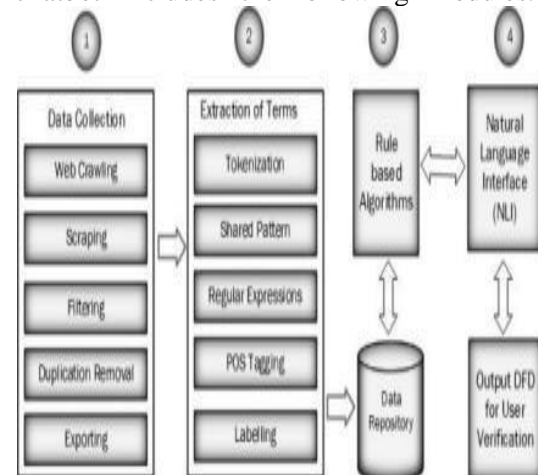 1
2
3
4
Data Collection
Web Crawling
Scraping
Filtering
Duplication Removal
Exporting
Extraction of Terms
Tokenization
Shared Pattern
Regular Expressions
POS Tagging
Labelling
Rule
based
Algorithms
Data
Repository
Natural
Language
Interface
(NLI)
Output DFD
for User
Verification